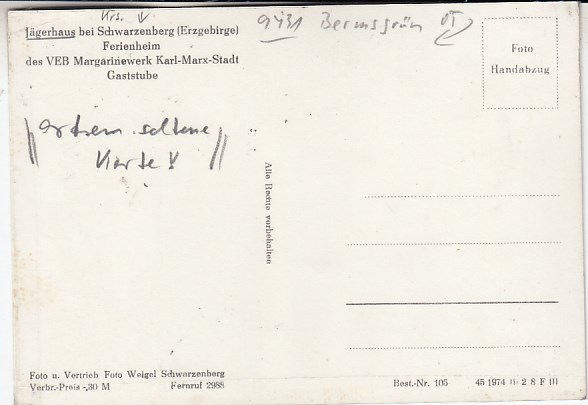 Krs. ↓
Jägerhaus bei Schwarzenberg (Erzgebirge)
Ferienheim
des VEB Margarinewerk Karl-Marx-Stadt
Gaststube
9431 Bermsgrün OT
Foto
Handabzug
extrem seltene
Karte!
Alle Rechte vorbehalten
Foto u. Vertrieb Foto Weigel Schwarzenberg
Verbr.-Preis -,30 M Fernruf 2988
Best.-Nr. 105
45 1974 2 8 F III